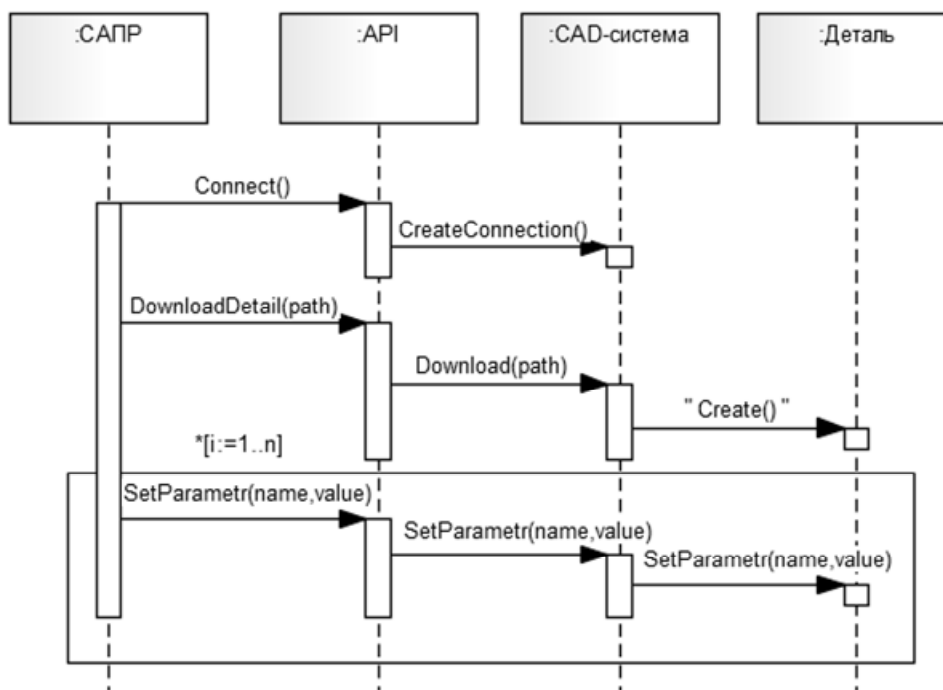 :САПР
:API
:CAD-система
:Деталь
Connect()
CreateConnection()
DownloadDetail(path)
Download(path)
" Create() "
*[i:=1..n]
SetParametr(name,value)
SetParametr(name,value)
SetParametr(name,value)